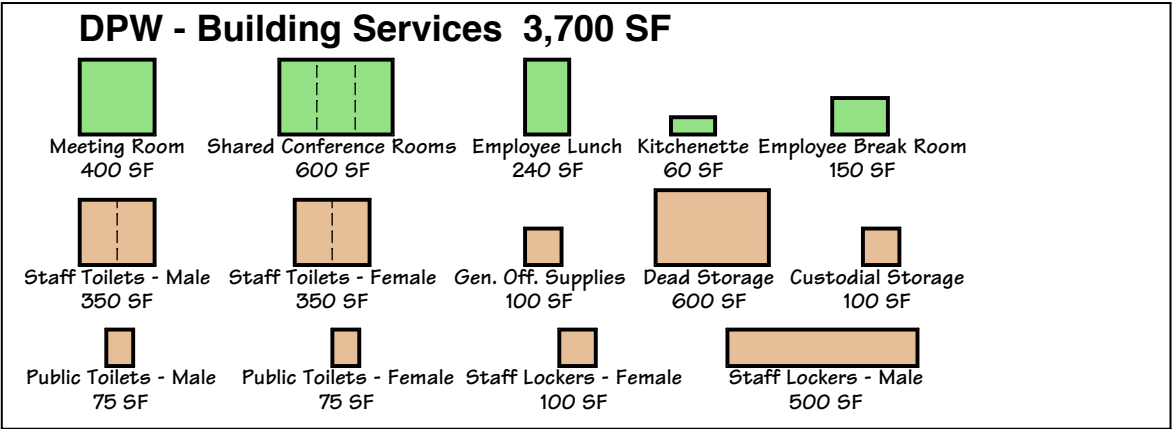 DPW - Building Services 3,700 SF
Meeting Room
400 SF
Shared Conference Rooms
600 SF
Employee Lunch
240 SF
Kitchenette
60 SF
Employee Break Room
150 SF
Staff Toilets - Male
350 SF
Staff Toilets - Female
350 SF
Gen. Off. Supplies
100 SF
Dead Storage
600 SF
Custodial Storage
100 SF
Public Toilets - Male
75 SF
Public Toilets - Female
75 SF
Staff Lockers - Female
100 SF
Staff Lockers - Male
500 SF